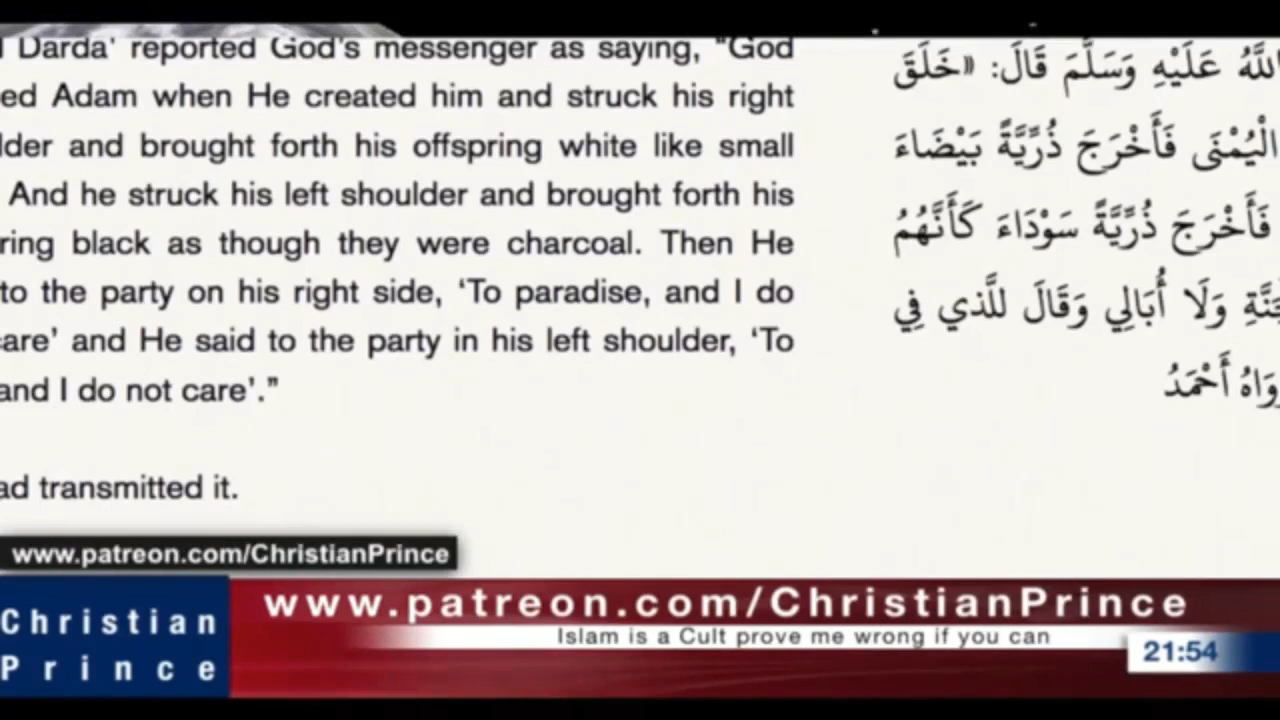 Darda' reported God's messenger as saying, "God
ed Adam when He created him and struck his right
lder and brought forth his offspring white like small
And he struck his left shoulder and brought forth his
ring black as though they were charcoal. Then He
to the party on his right side, ‘To paradise, and I do
care’ and He said to the party in his left shoulder, ‘To
and I do not care’.”
ad transmitted it.
اللَّهُ عَلَيْهِ وَسَلَّمَ قَالَ: «خَلَقَ
الْيُمْنَى فَأَخْرَجَ ذُرِّيَّةً بَيْضَاءَ
فَأَخْرَجَ ذُرِّيَّةً سَوْدَاءَ كَأَنَّهُمُ
جَنَّةِ وَلَا أُبَالِي وَقَالَ للَّذي فِي
رَوَاهُ أَحْمَدُ
www.patreon.com/ChristianPrince
Christian
Prince
www.patreon.com/ChristianPrince
Islam is a Cult prove me wrong if you can
21:54